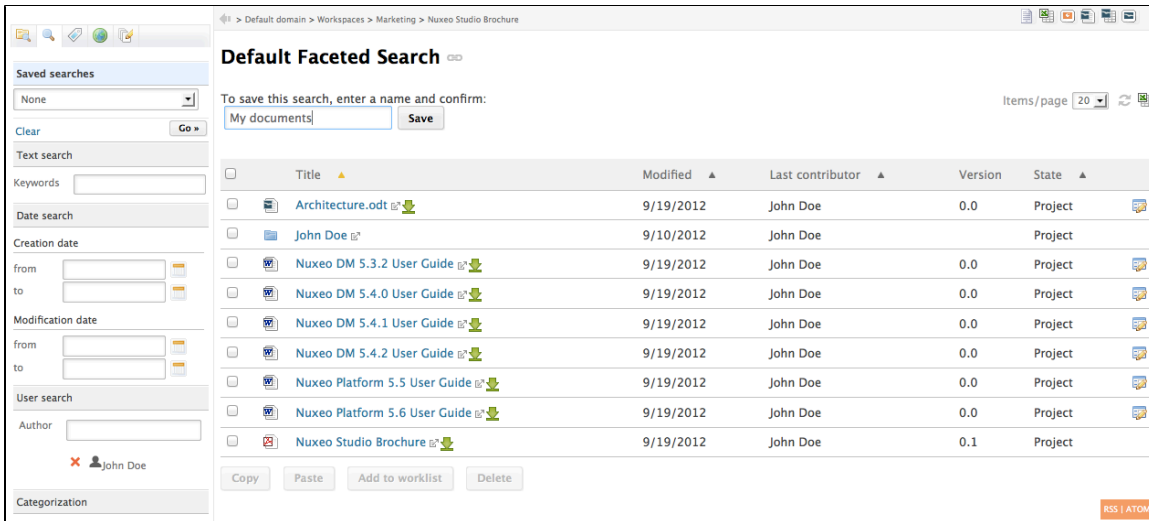 > Default domain > Workspaces > Marketing > Nuxeo Studio Brochure
Saved searches
None
Clear
Go »
Text search
Keywords
Date search
Creation date
from
to
Modification date
from
to
User search
Author
John Doe
Categorization
Default Faceted Search
To save this search, enter a name and confirm:
My documents
Save
Items/page 20
Title Modified Last contributor Version State
Architecture.odt 9/19/2012 John Doe 0.0 Project
John Doe 9/10/2012 John Doe Project
Nuxeo DM 5.3.2 User Guide 9/19/2012 John Doe 0.0 Project
Nuxeo DM 5.4.0 User Guide 9/19/2012 John Doe 0.0 Project
Nuxeo DM 5.4.1 User Guide 9/19/2012 John Doe 0.0 Project
Nuxeo DM 5.4.2 User Guide 9/19/2012 John Doe 0.0 Project
Nuxeo Platform 5.5 User Guide 9/19/2012 John Doe 0.0 Project
Nuxeo Platform 5.6 User Guide 9/19/2012 John Doe 0.0 Project
Nuxeo Studio Brochure 9/19/2012 John Doe 0.1 Project
Copy Paste Add to worklist Delete
RSS | ATOM